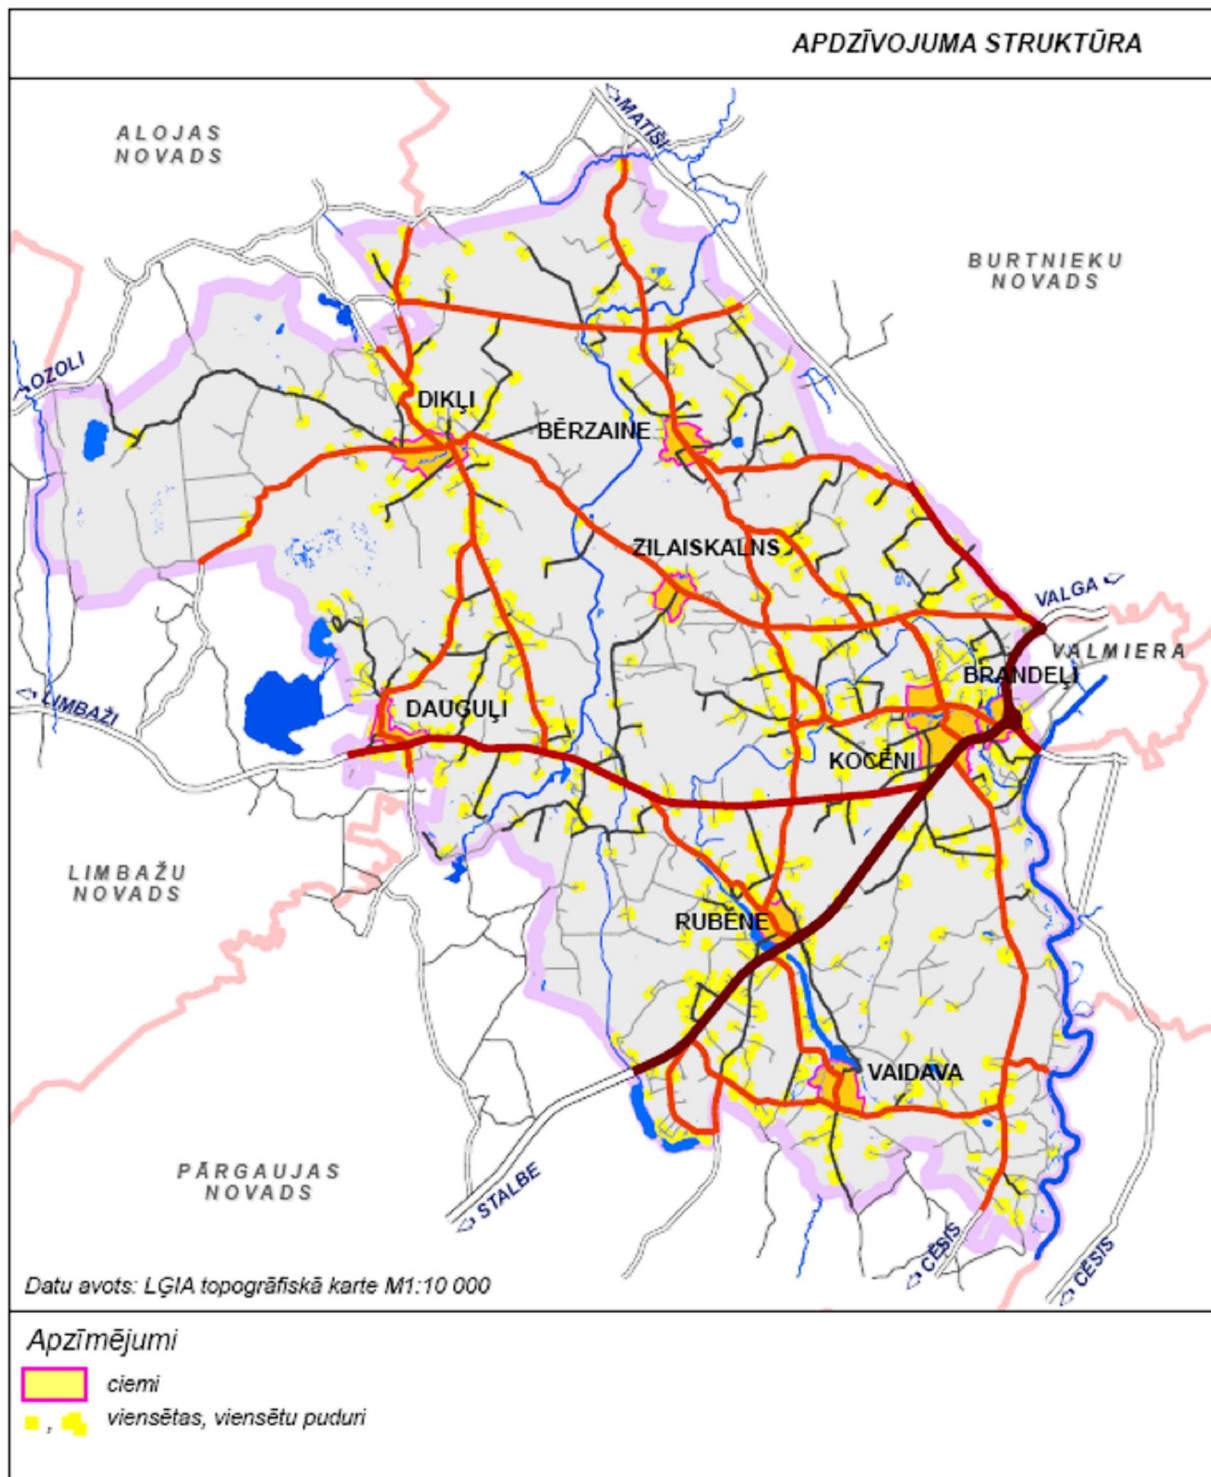 APDZĪVOJUMA STRUKTŪRA
MATĪŠI
ALOJAS
NOVADS
BURTNIEKU
NOVADS
OZOLI
DIKĻI
BĒRZAINE
ZILAISKALNS
VALGA
VALMIERA
BRANDEĻI
LIMBAŽI
DAUGUĻI
KOCĒNI
LIMBAŽU
NOVADS
RUBĒNE
VAIDAVA
PĀRGAUJAS
NOVADS
STALBE
CĒSIS
CĒSIS
Datu avots: LĢIA topogrāfiskā karte M1:10 000
Apzīmējumi
ciemi
, viensētas, viensētu puduri